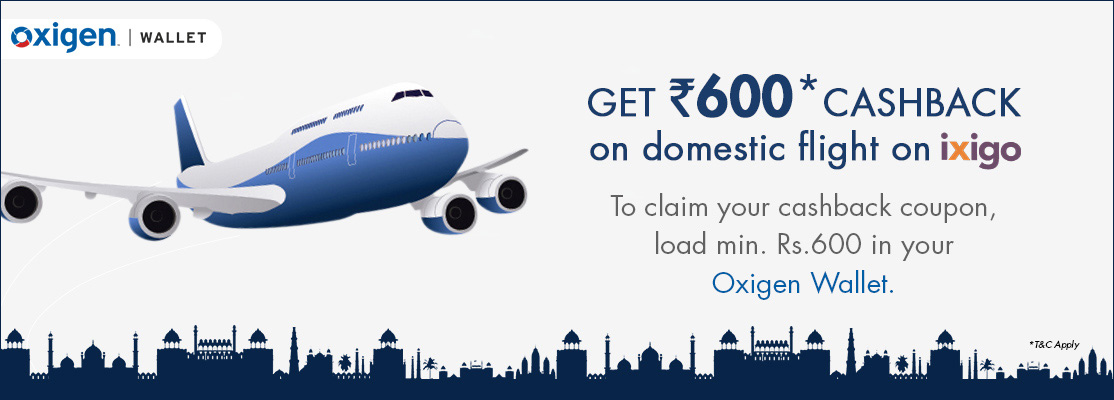 oxigen | WALLET
GET ₹600* CASHBACK
on domestic flight on ixigo
To claim your cashback coupon,
load min. Rs.600 in your
Oxigen Wallet.
*T&C Apply